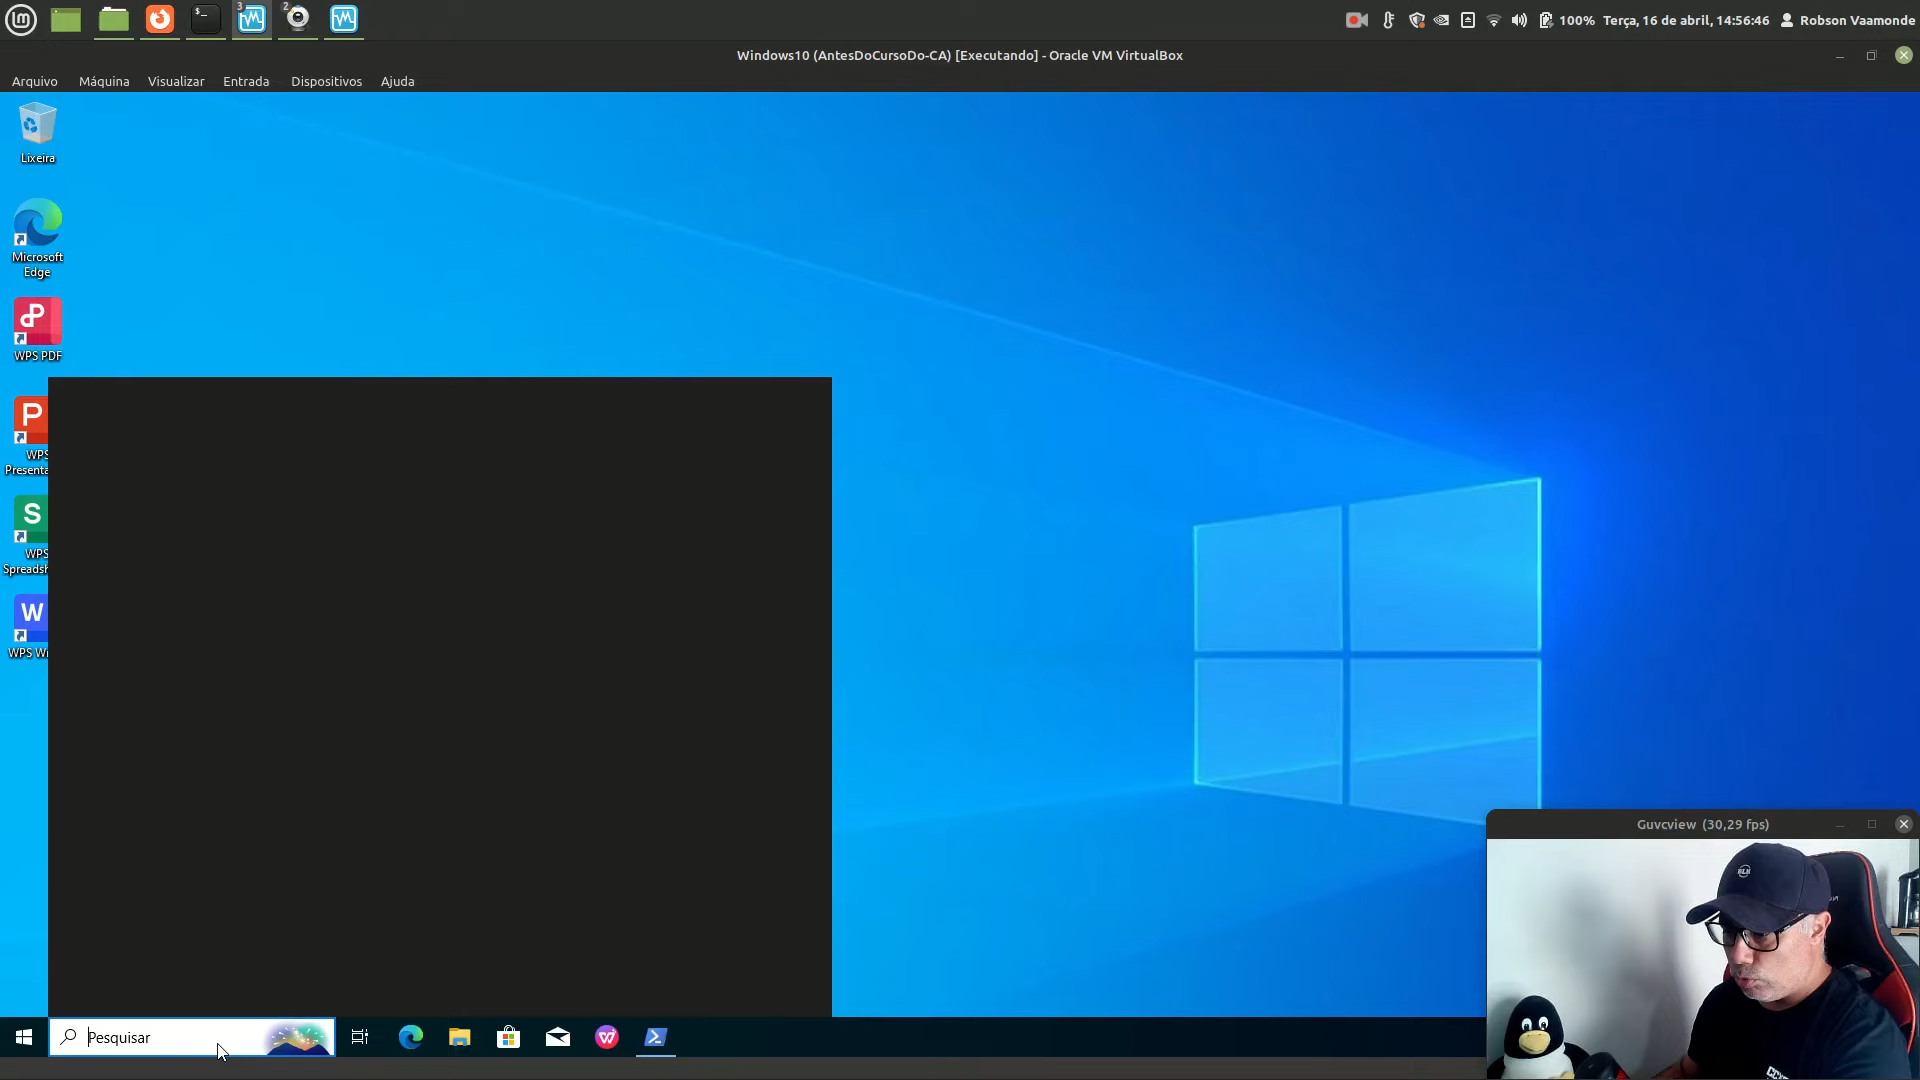 100% Terça, 16 de abril, 14:56:46 Robson Vaamonde
Windows10 (AntesDoCursoDo-CA) [Executando] - Oracle VM VirtualBox
Arquivo Máquina Visualizar Entrada Dispositivos Ajuda
Lixeira
Microsoft
Edge
WPS PDF
WPS
Presenta
WPS
Spreadsh
WPS W
Guvcview (30,29 fps)
Pesquisar